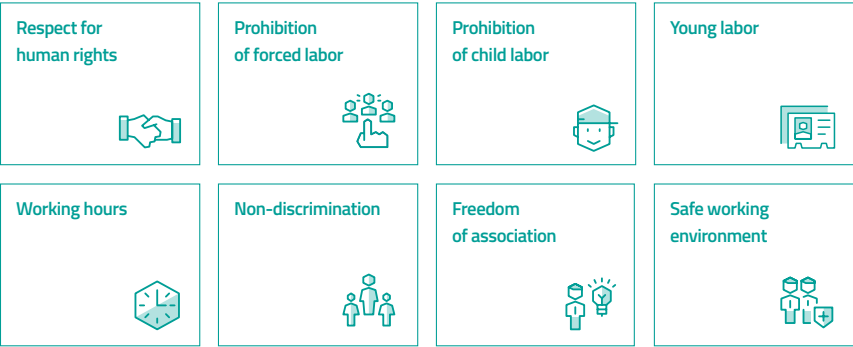 Respect for
human rights
Prohibition
of forced labor
Prohibition
of child labor
Young labor
Working hours
Non-discrimination
Freedom
of association
Safe working
environment